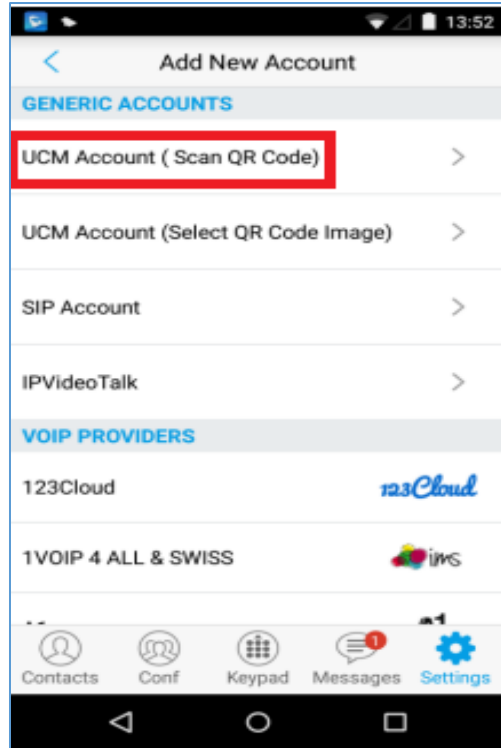 13:52
Add New Account
GENERIC ACCOUNTS
UCM Account ( Scan QR Code)
UCM Account (Select QR Code Image)
SIP Account
IPVideoTalk
VOIP PROVIDERS
123Cloud 123Cloud
1VOIP 4 ALL & SWISS ims
1
Contacts Conf Keypad Messages Settings